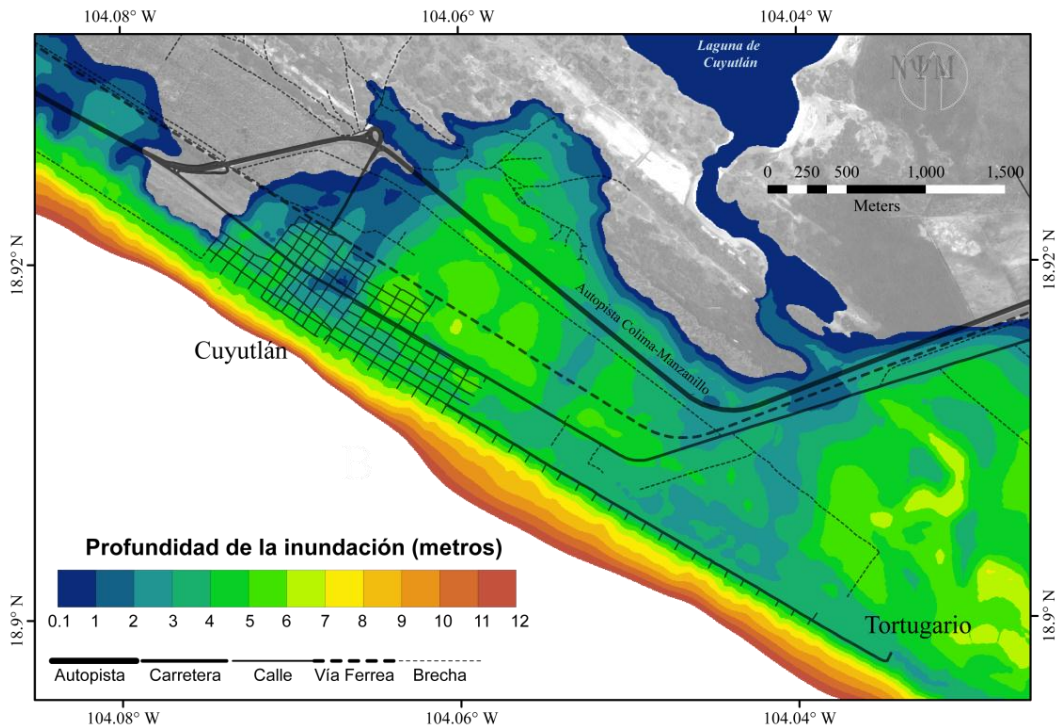 104.08° W
104.06° W
104.04° W
Laguna de
Cuyutlán
0 250 500 1,000 1,500
Meters
18.92° N
18.92° N
Autopista Colima-Manzanillo
Cuyutlán
Profundidad de la inundación (metros)
0.1 1 2 3 4 5 6 7 8 9 10 11 12
18.9° N
18.9° N
Tortugario
Autopista Carretera Calle Vía Ferrea Brecha
104.08° W
104.06° W
104.04° W